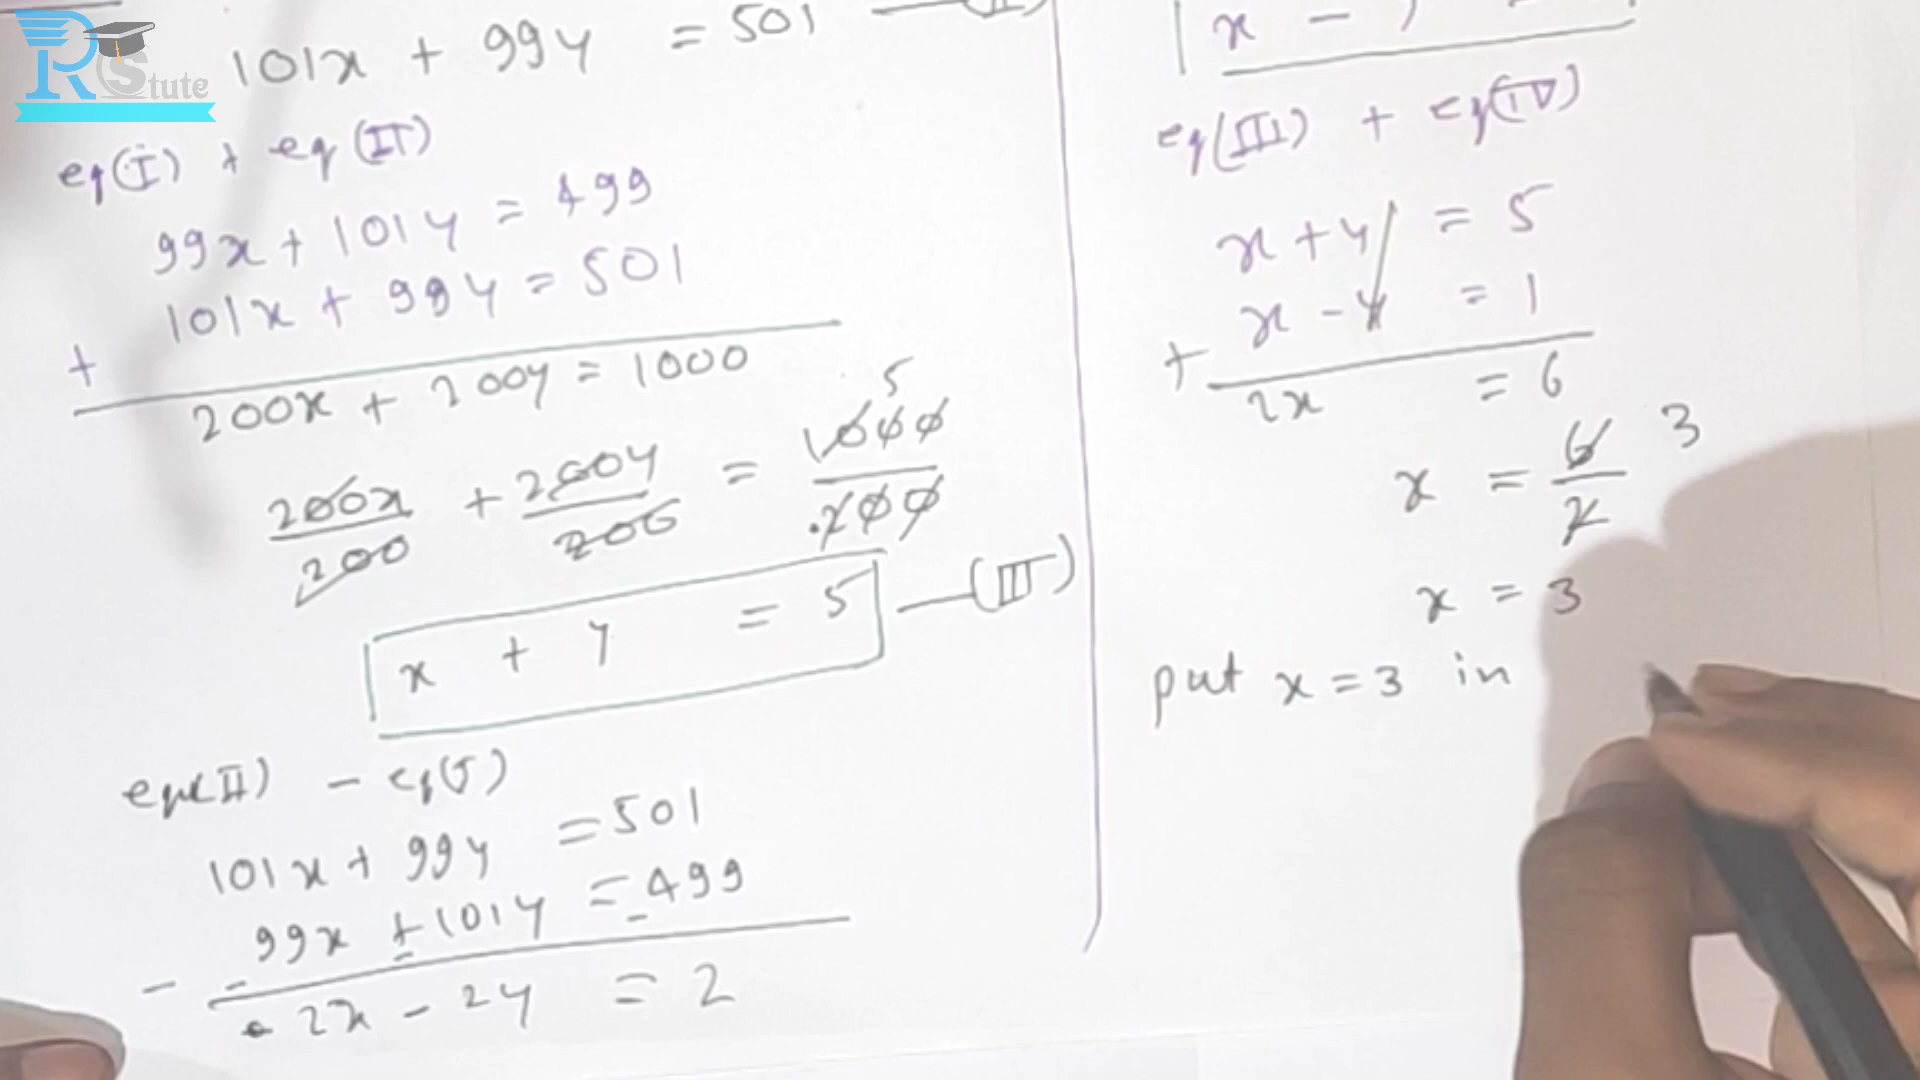 RStute
101x + 99y = 501
eq(I) + eq(II)
99x + 101y = 499
101x + 99y = 501
+
200x + 200y = 1000
5
200x/200 + 200y/200 = 1000/200
x + y = 5 —(III)
eq(II) - eq(I)
101x + 99y = 501
99x + 101y = 499
- - - -
2x - 2y = 2
x -
eq(III) + eq(IV)
x + y = 5
x - y = 1
+
2x = 6
x = 6/2 3
x = 3
put x = 3 in